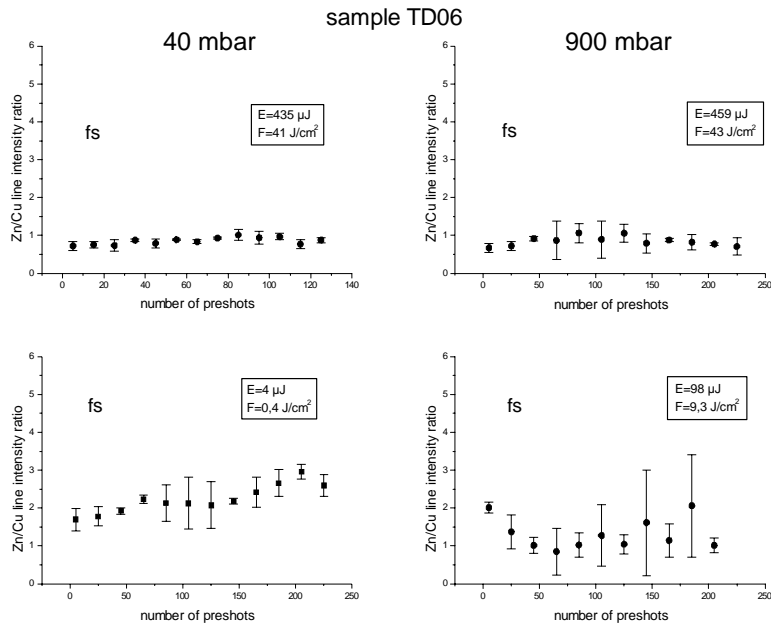 sample TD06
40 mbar
900 mbar
6
5
4
3
2
1
0
Zn/Cu line intensity ratio
fs
E=435 µJ
F=41 J/cm²
0 20 40 60 80 100 120 140
number of preshots
6
5
4
3
2
1
0
Zn/Cu line intensity ratio
fs
E=459 µJ
F=43 J/cm²
0 50 100 150 200 250
number of preshots
6
5
4
3
2
1
0
Zn/Cu line intensity ratio
fs
E=4 µJ
F=0,4 J/cm²
0 50 100 150 200 250
number of preshots
6
5
4
3
2
1
0
Zn/Cu line intensity ratio
fs
E=98 µJ
F=9,3 J/cm²
0 50 100 150 200 250
number of preshots